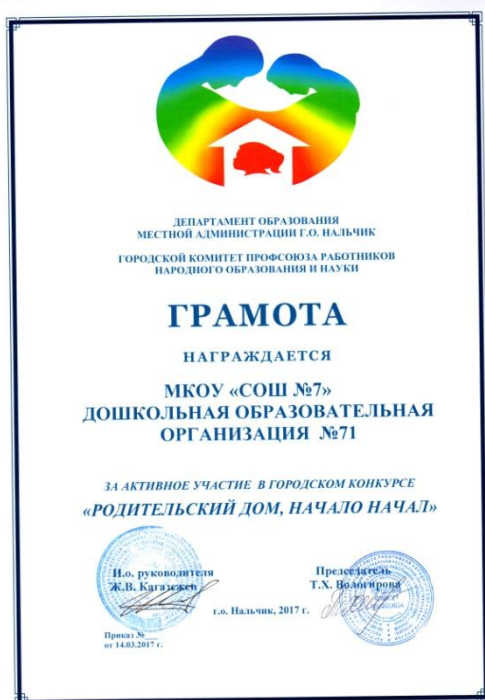 ДЕПАРТАМЕНТ ОБРАЗОВАНИЯ
МЕСТНОЙ АДМИНИСТРАЦИИ Г.О. НАЛЬЧИК
ГОРОДСКОЙ КОМИТЕТ ПРОФСОЮЗА РАБОТНИКОВ
НАРОДНОГО ОБРАЗОВАНИЯ И НАУКИ
ГРАМОТА
НАГРАЖДАЕТСЯ
МКОУ «СОШ №7»
ДОШКОЛЬНАЯ ОБРАЗОВАТЕЛЬНАЯ
ОРГАНИЗАЦИЯ №71
ЗА АКТИВНОЕ УЧАСТИЕ В ГОРОДСКОМ КОНКУРСЕ
«РОДИТЕЛЬСКИЙ ДОМ, НАЧАЛО НАЧАЛ»
И.о. руководителя
Ж.В. Кагазежев
Председатель
Т.Х. Вологирова
г.о. Нальчик, 2017 г.
Приказ №___
от 14.03.2017 г.